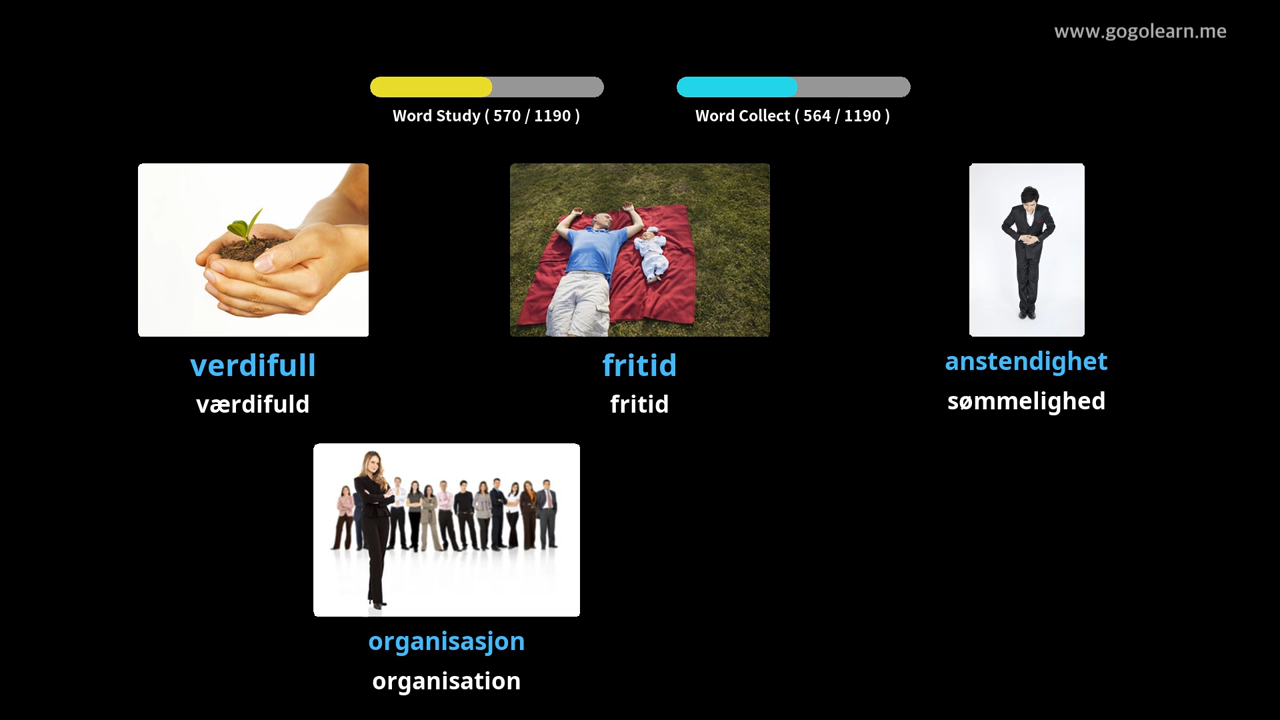 www.gogolearn.me
Word Study ( 570 / 1190 )
Word Collect ( 564 / 1190 )
verdifull
værdifuld
fritid
fritid
anstendighet
sømmelighed
organisasjon
organisation